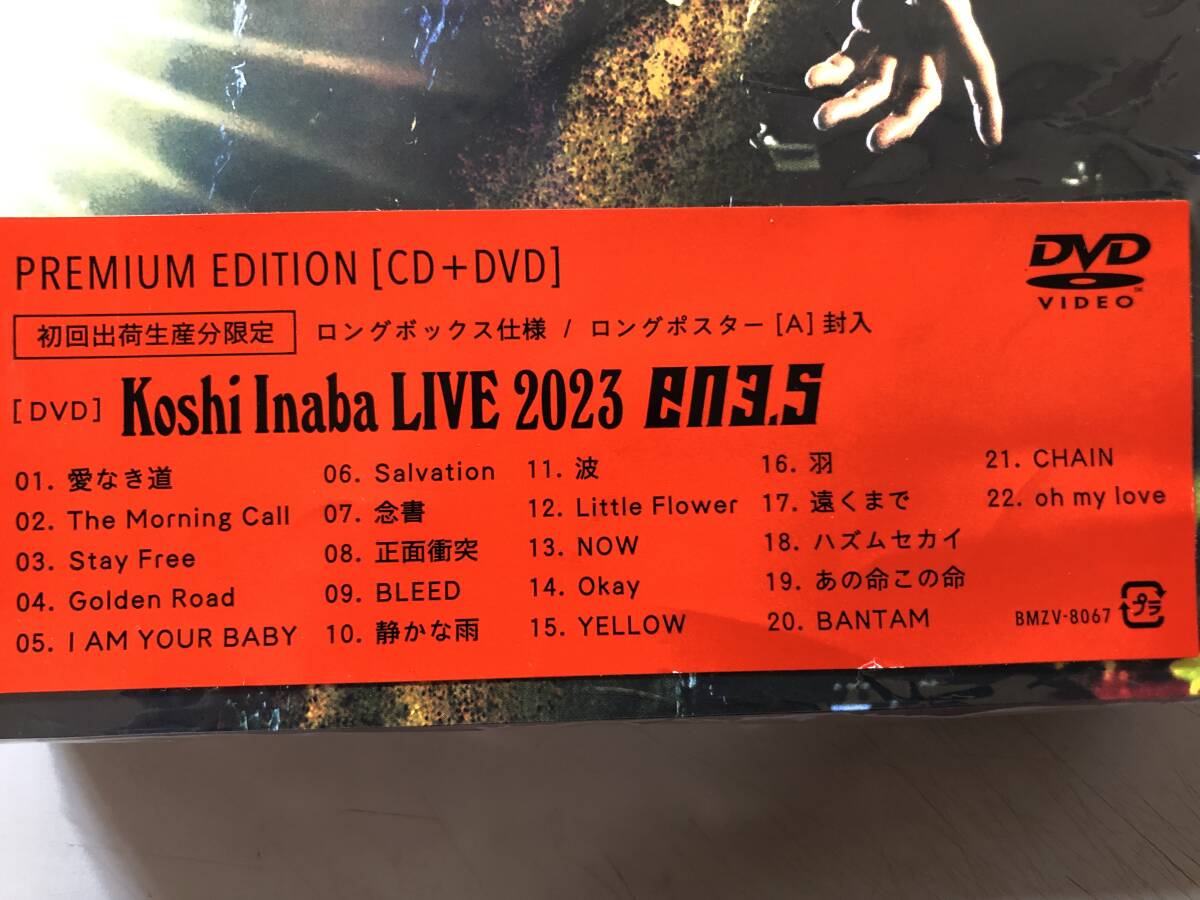 PREMIUM EDITION [CD+DVD]
DVD
VIDEO
TM
初回出荷生産分限定 ロングボックス仕様 / ロングポスター [A] 封入
[DVD] Koshi Inaba LIVE 2023 en3.5
01. 愛なき道
02. The Morning Call
03. Stay Free
04. Golden Road
05. I AM YOUR BABY
06. Salvation
07. 念書
08. 正面衝突
09. BLEED
10. 静かな雨
11. 波
12. Little Flower
13. NOW
14. Okay
15. YELLOW
16. 羽
17. 遠くまで
18. ハズムセカイ
19. あの命この命
20. BANTAM
21. CHAIN
22. oh my love
BMZV-8067 プラ